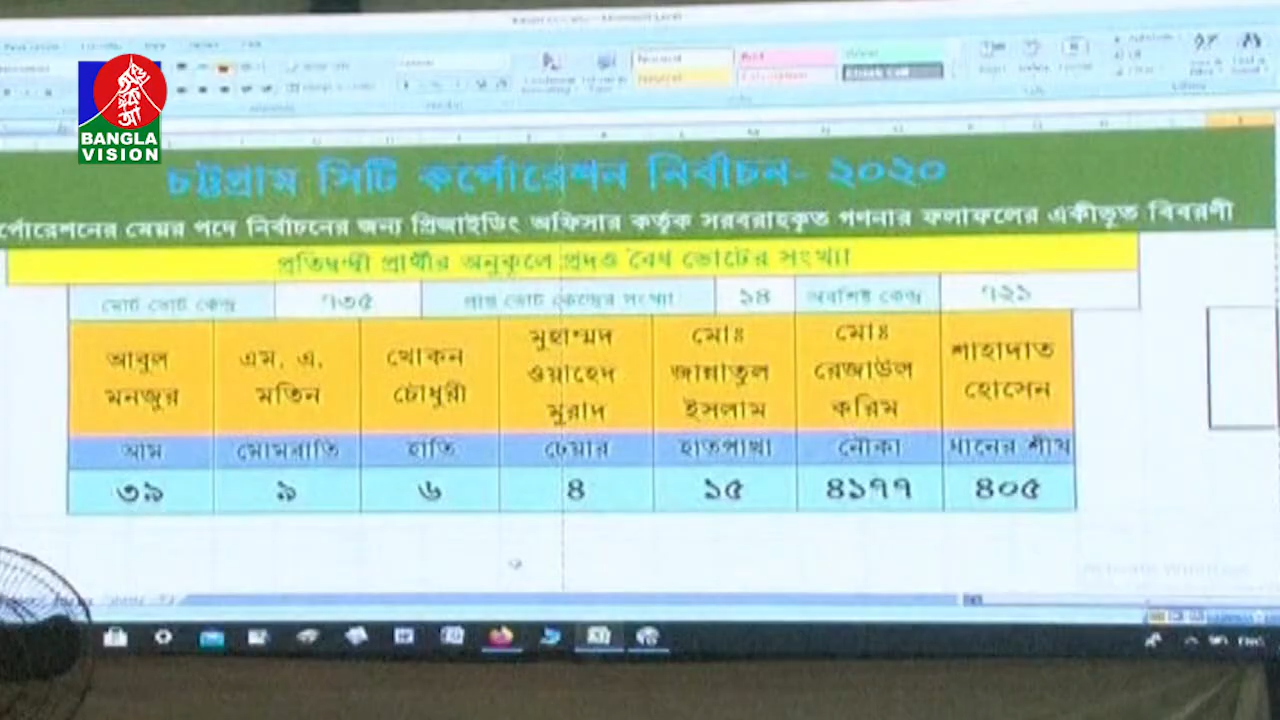 BANGLA
VISION
চট্টগ্রাম সিটি কর্পোরেশন নির্বাচন- ২০২০
র্পোরেশনের মেয়র পদে নির্বাচনের জন্য প্রিজাইডিং অফিসার কর্তৃক সরবরাহকৃত গণনার ফলাফলের একীভূত বিবরণী
প্রতিদ্বন্দ্বী প্রার্থীর অনুকূলে প্রদত্ত বৈধ ভোটের সংখ্যা
মোট ভোট কেন্দ্র ৭৩৫ প্রাপ্ত ভোট কেন্দ্রের সংখ্যা ১৪ অবশিষ্ট কেন্দ্র ৭২১
আবুল মনজুর
এম. এ. মতিন
খোকন চৌধুরী
মুহাম্মদ ওয়াহেদ মুরাদ
মোঃ জান্নাতুল ইসলাম
মোঃ রেজাউল করিম
শাহাদাত হোসেন
আম মোমবাতি হাতি চেয়ার হাতপাখা নৌকা ধানের শীষ
৩৯ ৯ ৬ ৪ ১৫ ৪১৭৭ ৪০৫